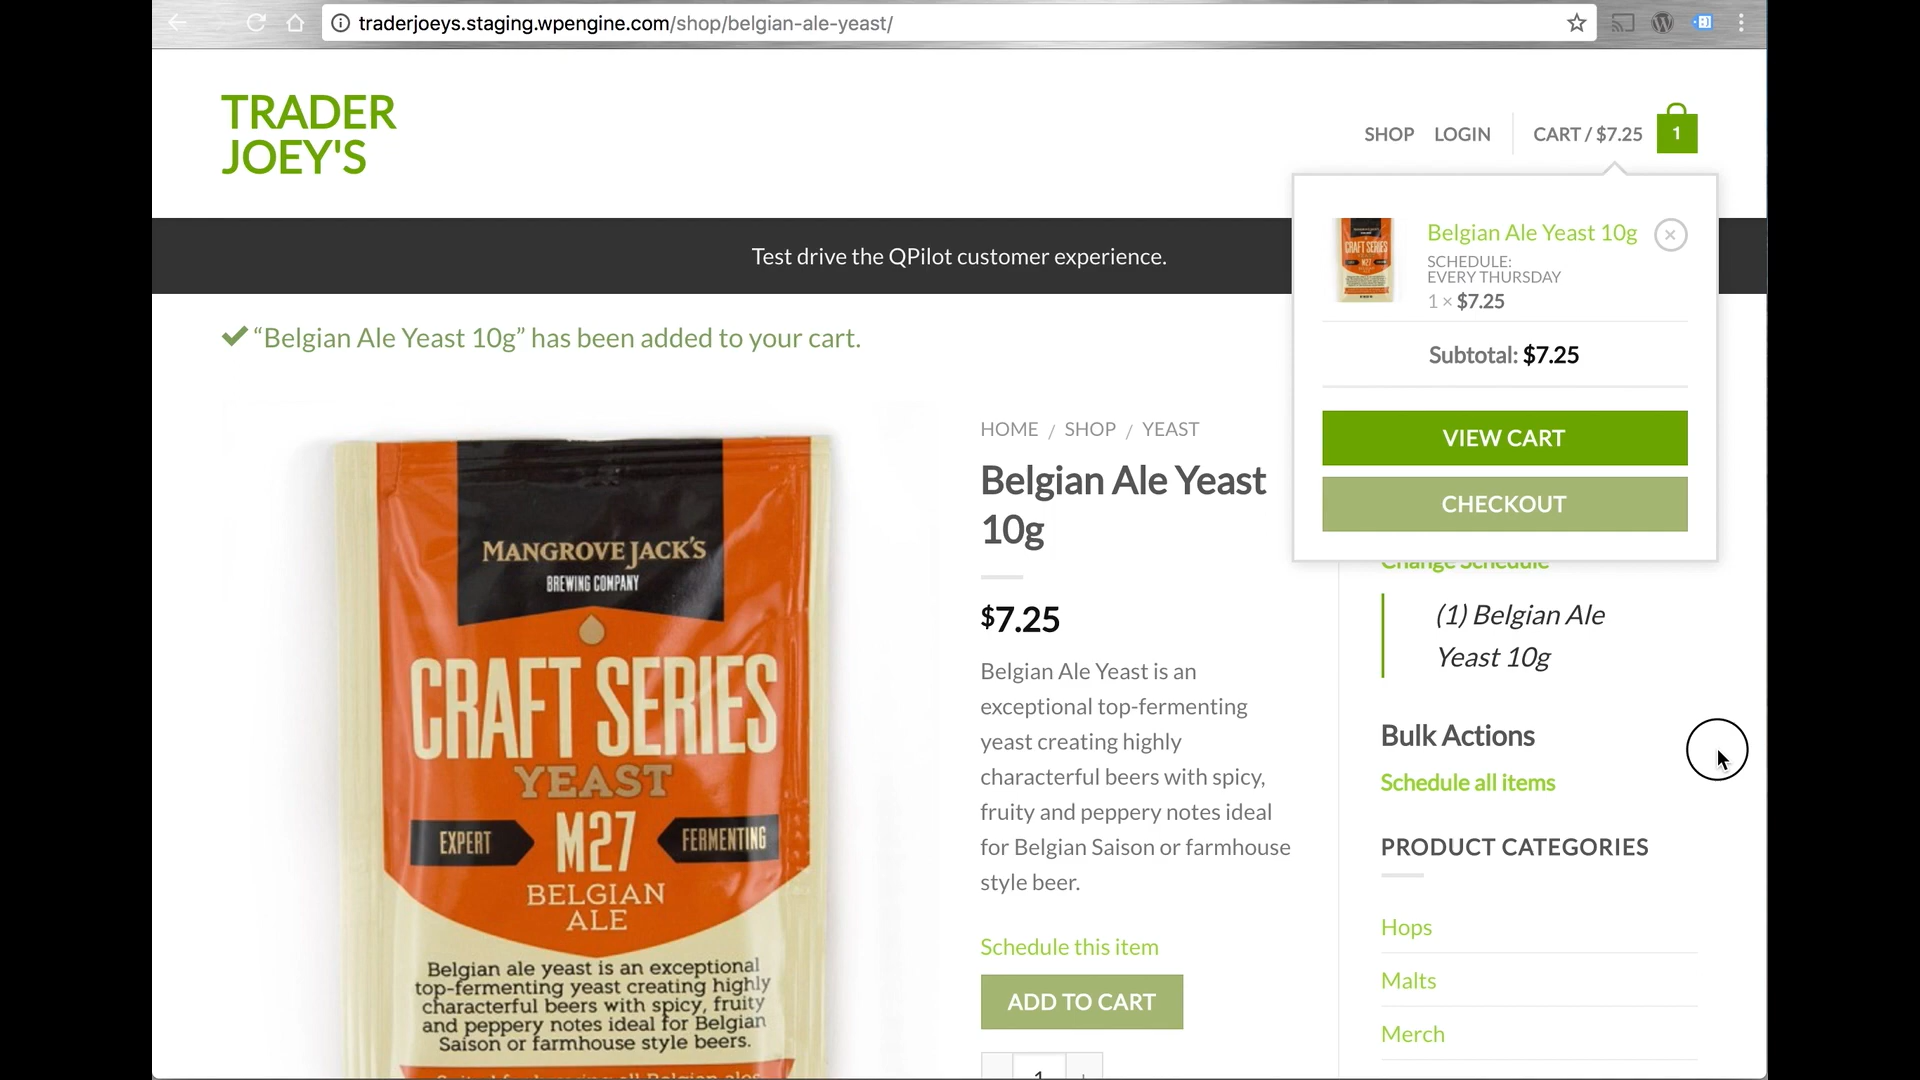 traderjoeys.staging.wpengine.com/shop/belgian-ale-yeast/
TRADER
JOEY'S
SHOP LOGIN CART / $7.25 1
Test drive the QPilot customer experience.
Belgian Ale Yeast 10g
SCHEDULE:
EVERY THURSDAY
1 × $7.25
Subtotal: $7.25
VIEW CART
CHECKOUT
“Belgian Ale Yeast 10g” has been added to your cart.
MANGROVE JACK'S
BREWING COMPANY
CRAFT SERIES
YEAST
EXPERT M27 FERMENTING
BELGIAN
ALE
Belgian ale yeast is an exceptional
top-fermenting yeast creating highly
characterful beers with spicy, fruity
and peppery notes ideal for Belgian
Saison or farmhouse style beers.
HOME / SHOP / YEAST
Belgian Ale Yeast
10g
$7.25
Belgian Ale Yeast is an
exceptional top-fermenting
yeast creating highly
characterful beers with spicy,
fruity and peppery notes ideal
for Belgian Saison or farmhouse
style beer.
Schedule this item
ADD TO CART
1 +
Change Schedule
(1) Belgian Ale
Yeast 10g
Bulk Actions
Schedule all items
PRODUCT CATEGORIES
Hops
Malts
Merch